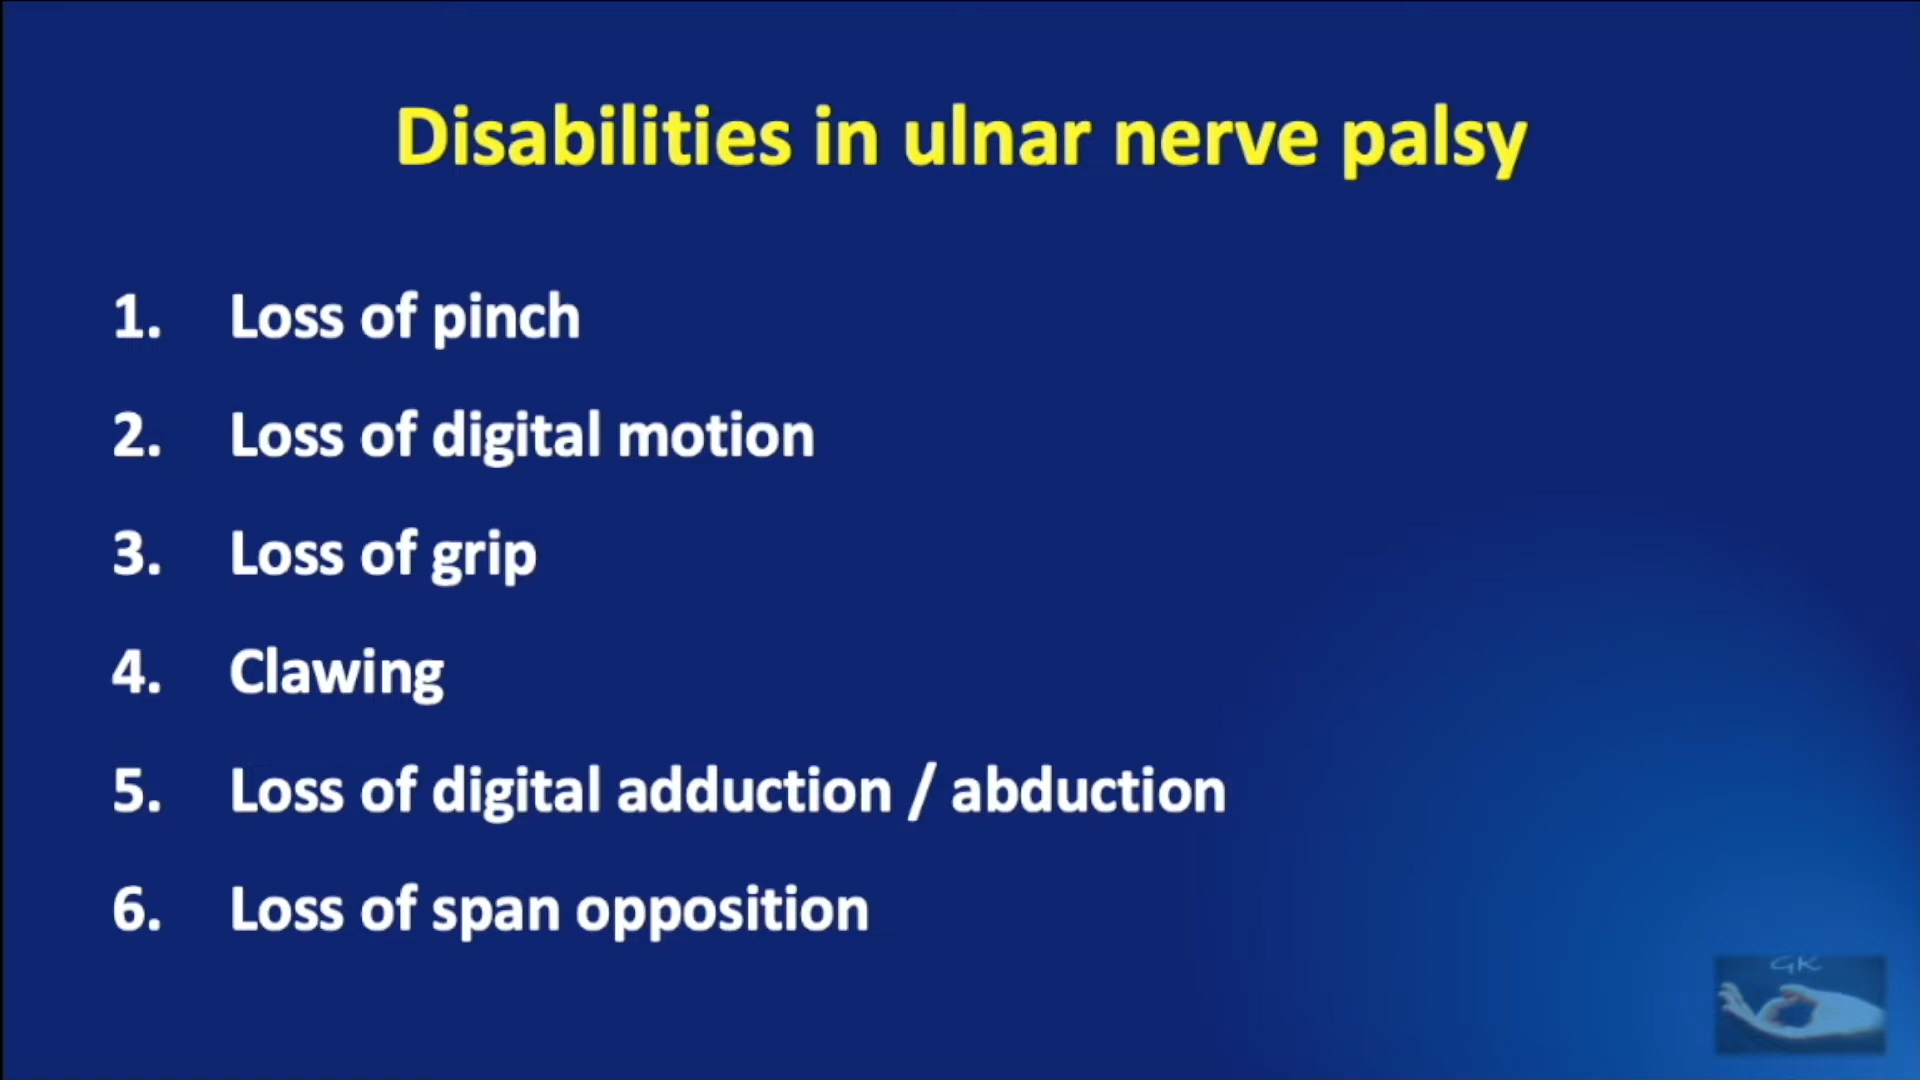 Disabilities in ulnar nerve palsy
1. Loss of pinch
2. Loss of digital motion
3. Loss of grip
4. Clawing
5. Loss of digital adduction / abduction
6. Loss of span opposition
GK